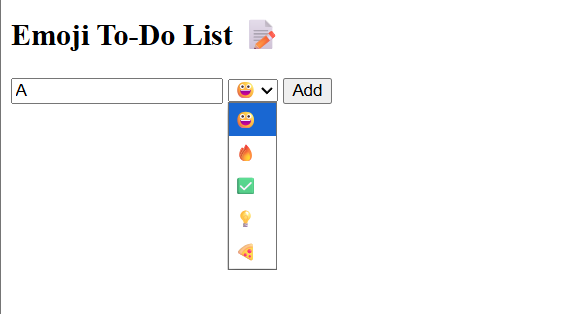 Emoji To-Do List 📝
A 😀 Add
😀
🔥
✅
💡
🍕